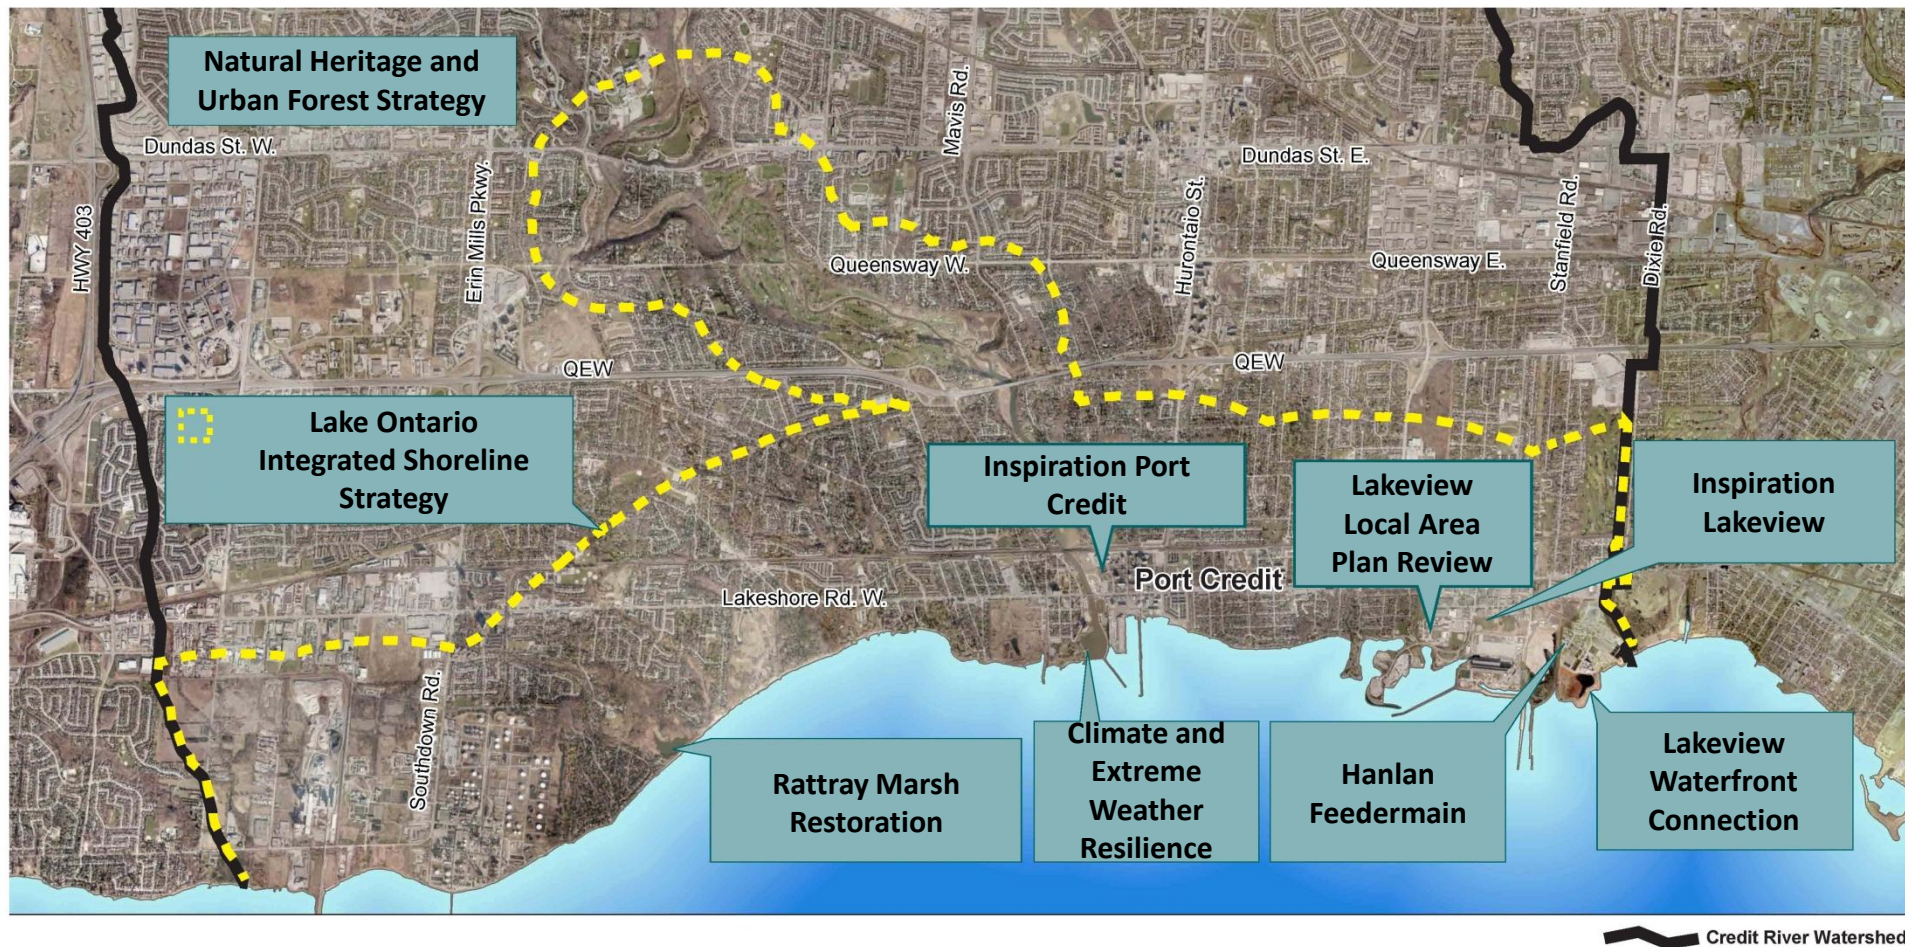 Natural Heritage and
Urban Forest Strategy
Dundas St. W.
Mavis Rd.
Dundas St. E.
HWY 403
Erin Mills Pkwy.
Queensway W.
Hurontario St.
Queensway E.
Stanfield Rd.
Dixie Rd.
QEW
QEW
Lake Ontario
Integrated Shoreline
Strategy
Inspiration Port
Credit
Lakeview
Local Area
Plan Review
Inspiration
Lakeview
Port Credit
Lakeshore Rd. W.
Southdown Rd.
Rattray Marsh
Restoration
Climate and
Extreme
Weather
Resilience
Hanlan
Feedermain
Lakeview
Waterfront
Connection
Credit River Watershed